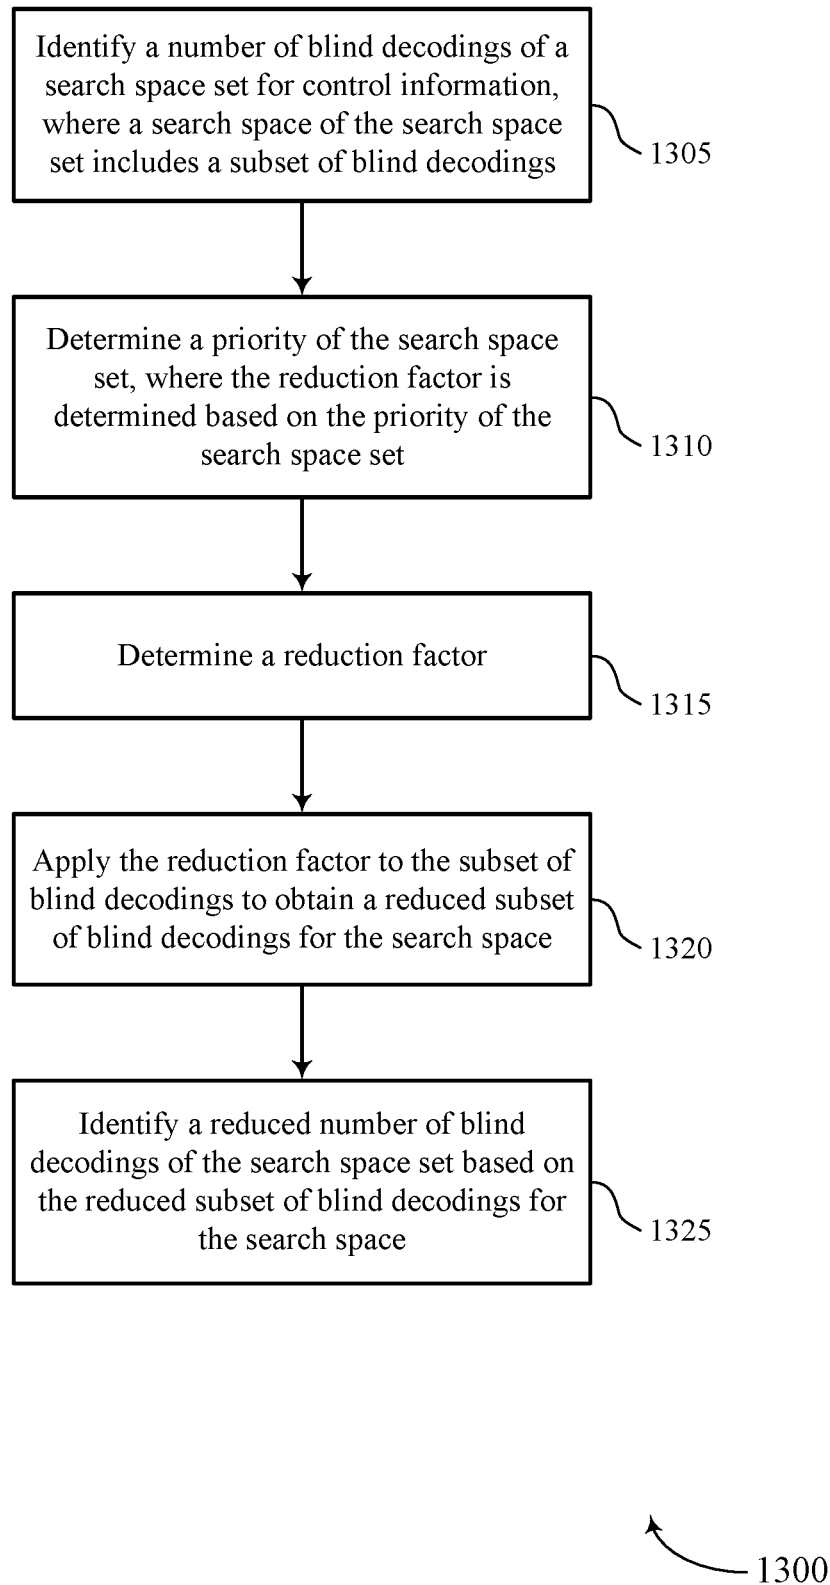 Identify a number of blind decodings of a
search space set for control information,
where a search space of the search space
set includes a subset of blind decodings
1305
Determine a priority of the search space
set, where the reduction factor is
determined based on the priority of the
search space set
1310
Determine a reduction factor
1315
Apply the reduction factor to the subset of
blind decodings to obtain a reduced subset
of blind decodings for the search space
1320
Identify a reduced number of blind
decodings of the search space set based on
the reduced subset of blind decodings for
the search space
1325
1300